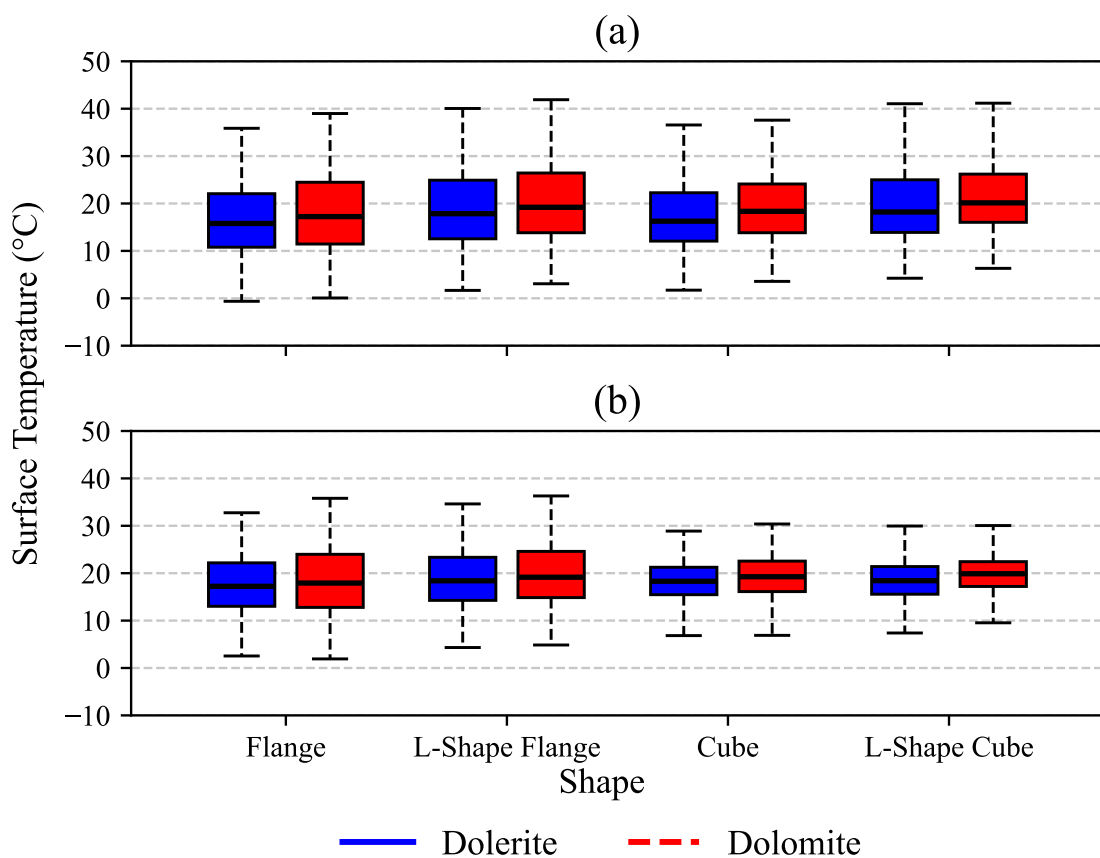 (a)
50
40
30
20
10
0
−10
Surface Temperature (°C)
(b)
50
40
30
20
10
0
−10
Flange L-Shape Flange Cube L-Shape Cube
Shape
Dolerite Dolomite